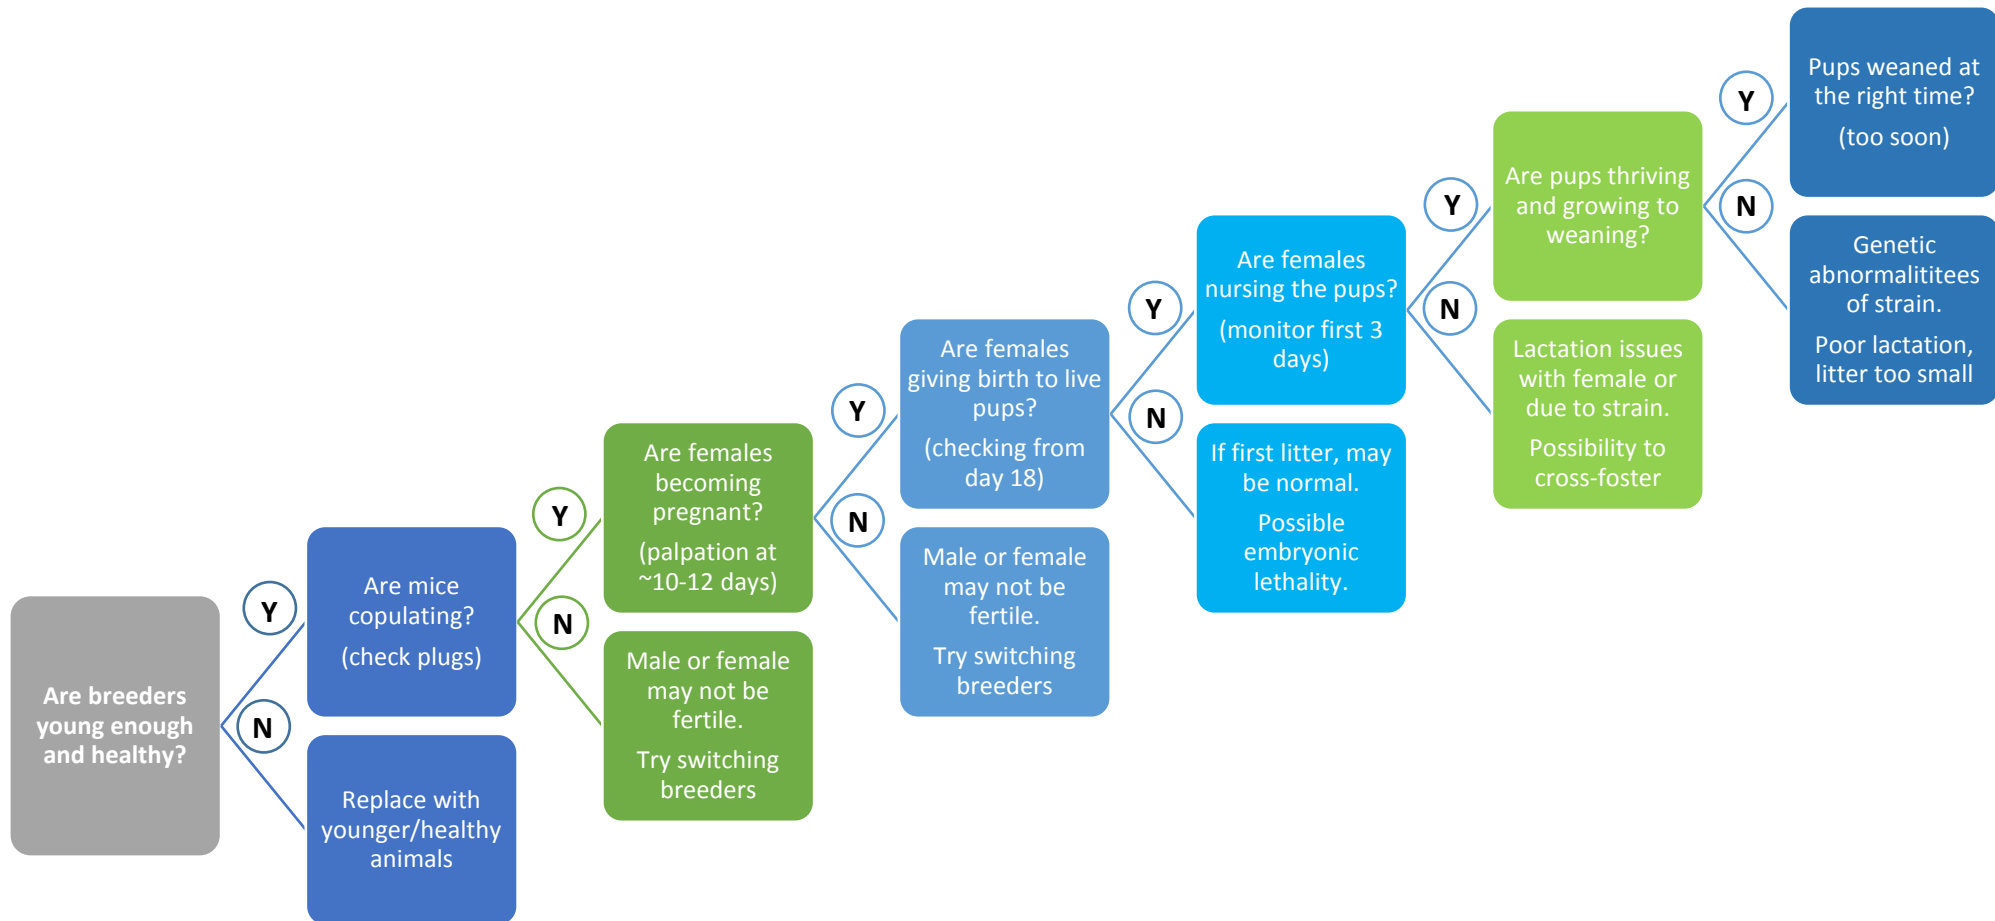 Are breeders
young enough
and healthy?
Y
N
Are mice
copulating?
(check plugs)
Replace with
younger/healthy
animals
Y
N
Are females
becoming
pregnant?
(palpation at
~10-12 days)
Male or female
may not be
fertile.
Try switching
breeders
Y
N
Are females
giving birth to live
pups?
(checking from
day 18)
Male or female
may not be
fertile.
Try switching
breeders
Y
N
Are females
nursing the pups?
(monitor first 3
days)
If first litter, may
be normal.
Possible
embryonic
lethality.
Y
N
Are pups thriving
and growing to
weaning?
Lactation issues
with female or
due to strain.
Possibility to
cross-foster
Y
N
Pups weaned at
the right time?
(too soon)
Genetic
abnormalititees
of strain.
Poor lactation,
litter too small